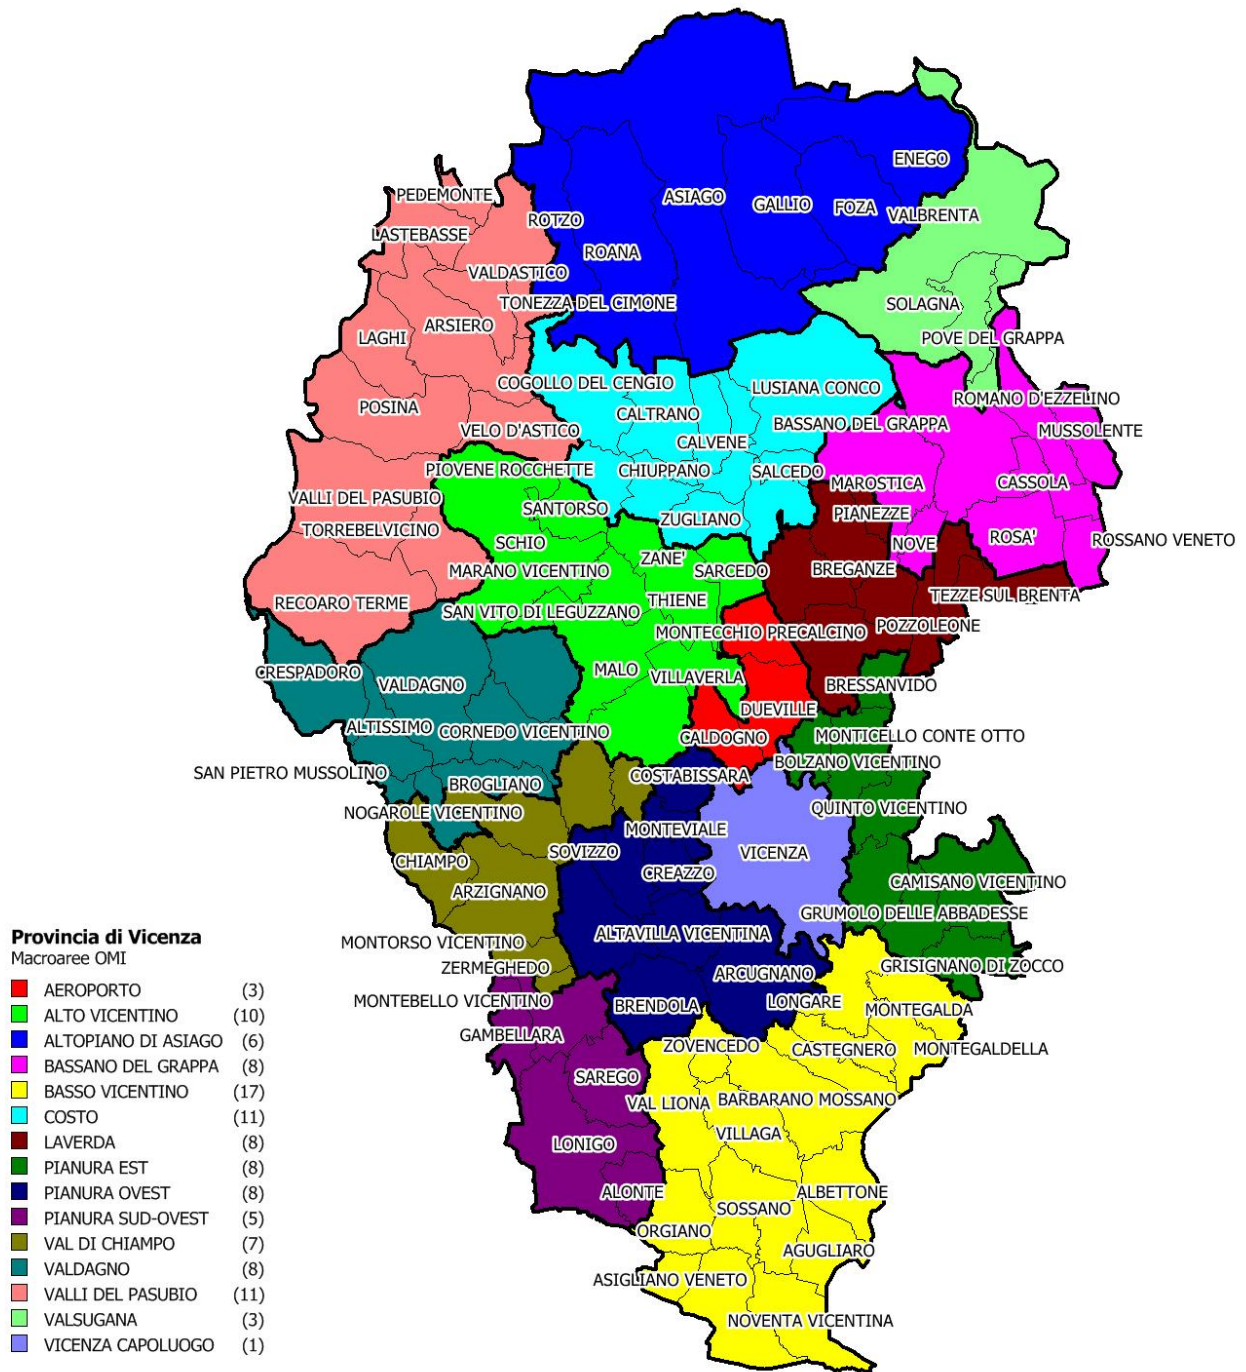 ENEGO
PEDEMONTE
ASIAGO
GALLIO
FOZA
VALBRENTA
ROTZO
LASTEBASSE
ROANA
VALDASTICO
TONEZZA DEL CIMONE
SOLAGNA
ARSIERO
LAGHI
POVE DEL GRAPPA
COGOLLO DEL CENGIO
LUSIANA CONCO
ROMANO D'EZZELINO
POSINA
CALTRANO
BASSANO DEL GRAPPA
VELO D'ASTICO
MUSSOLENTE
CALVENE
PIOVENE ROCCHETTE
CHIUPPANO
SALCEDO
MAROSTICA
CASSOLA
VALLI DEL PASUBIO
SANTORSO
PIANEZZE
ZUGLIANO
TORREBELVICINO
SCHIO
NOVE
ROSA'
ROSSANO VENETO
ZANE'
MARANO VICENTINO
SARCEDO
BREGANZE
TEZZE SUL BRENTA
RECOARO TERME
SAN VITO DI LEGUZZANO
THIENE
MONTECCHIO PRECALCINO
POZZOLEONE
CRESPADORO
VALDAGNO
MALO
VILLAVERLA
BRESSANVIDO
DUEVILLE
ALTISSIMO
CORNEDO VICENTINO
CALDOGNO
MONTICELLO CONTE OTTO
SAN PIETRO MUSSOLINO
BROGLIANO
COSTABISSARA
BOLZANO VICENTINO
NOGAROLE VICENTINO
QUINTO VICENTINO
MONTEVIALE
CHIAMPO
SOVIZZO
VICENZA
CREAZZO
ARZIGNANO
CAMISANO VICENTINO
GRUMOLO DELLE ABBADESSE
MONTORSO VICENTINO
ALTAVILLA VICENTINA
ZERMEGHEDO
ARCUGNANO
GRISIGNANO DI ZOCCO
MONTEBELLO VICENTINO
BRENDOLA
LONGARE
MONTEGALDA
GAMBELLARA
ZOVENCEDO
CASTEGNERO
MONTEGALDELLA
SAREGO
VAL LIONA
BARBARANO MOSSANO
LONIGO
VILLAGA
ALONTE
ALBETTONE
SOSSANO
ORGIANO
AGUGLIARO
ASIGLIANO VENETO
NOVENTA VICENTINA
Provincia di Vicenza
Macroaree OMI
AEROPORTO (3)
ALTO VICENTINO (10)
ALTOPIANO DI ASIAGO (6)
BASSANO DEL GRAPPA (8)
BASSO VICENTINO (17)
COSTO (11)
LAVERDA (8)
PIANURA EST (8)
PIANURA OVEST (8)
PIANURA SUD-OVEST (5)
VAL DI CHIAMPO (7)
VALDAGNO (8)
VALLI DEL PASUBIO (11)
VALSUGANA (3)
VICENZA CAPOLUOGO (1)